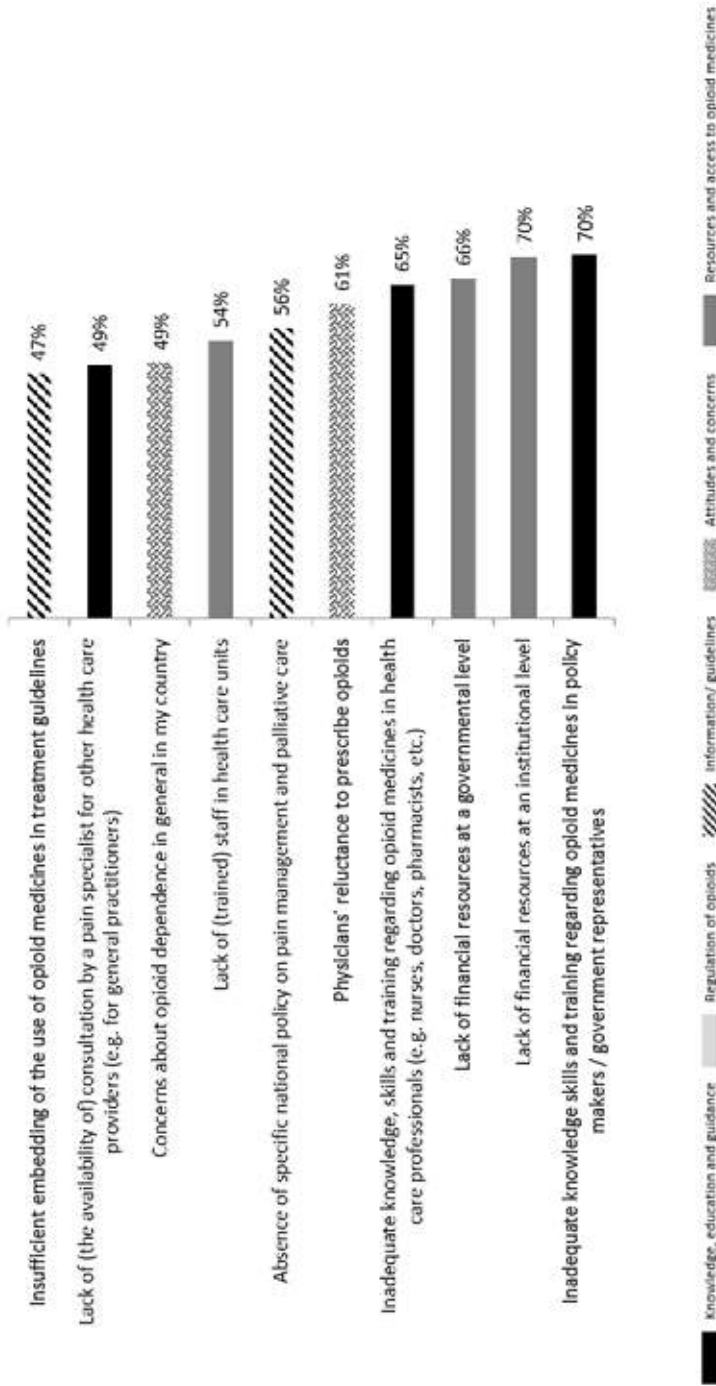 Insufficient embedding of the use of opioid medicines in treatment guidelines
47%
Lack of (the availability of) consultation by a pain specialist for other health care
providers (e.g. for general practitioners)
49%
Concerns about opioid dependence in general in my country
49%
Lack of (trained) staff in health care units
54%
Absence of specific national policy on pain management and palliative care
56%
Physicians' reluctance to prescribe opioids
61%
Inadequate knowledge, skills and training regarding opioid medicines in health
care professionals (e.g. nurses, doctors, pharmacists, etc.)
65%
Lack of financial resources at a governmental level
66%
Lack of financial resources at an institutional level
70%
Inadequate knowledge skills and training regarding opioid medicines in policy
makers / government representatives
70%
Knowledge, education and guidance
Regulation of opioids
Information/ guidelines
Attitudes and concerns
Resources and access to opioid medicines